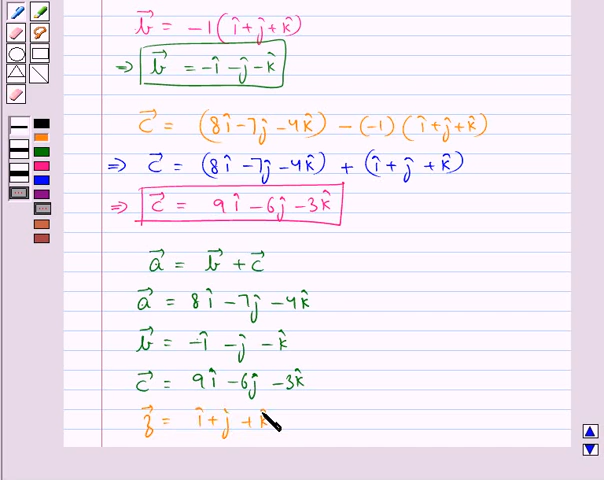 b⃗ = -1(î+ĵ+k̂)
⇒ b⃗ = -î-ĵ-k̂
c⃗ = (8î-7ĵ-4k̂) - (-1)(î+ĵ+k̂)
⇒ c⃗ = (8î-7ĵ-4k̂) + (î+ĵ+k̂)
⇒ c⃗ = 9î-6ĵ-3k̂
a⃗ = b⃗ + c⃗
a⃗ = 8î-7ĵ-4k̂
b⃗ = -î-ĵ-k̂
c⃗ = 9î-6ĵ-3k̂
z⃗ = î+ĵ+k̂